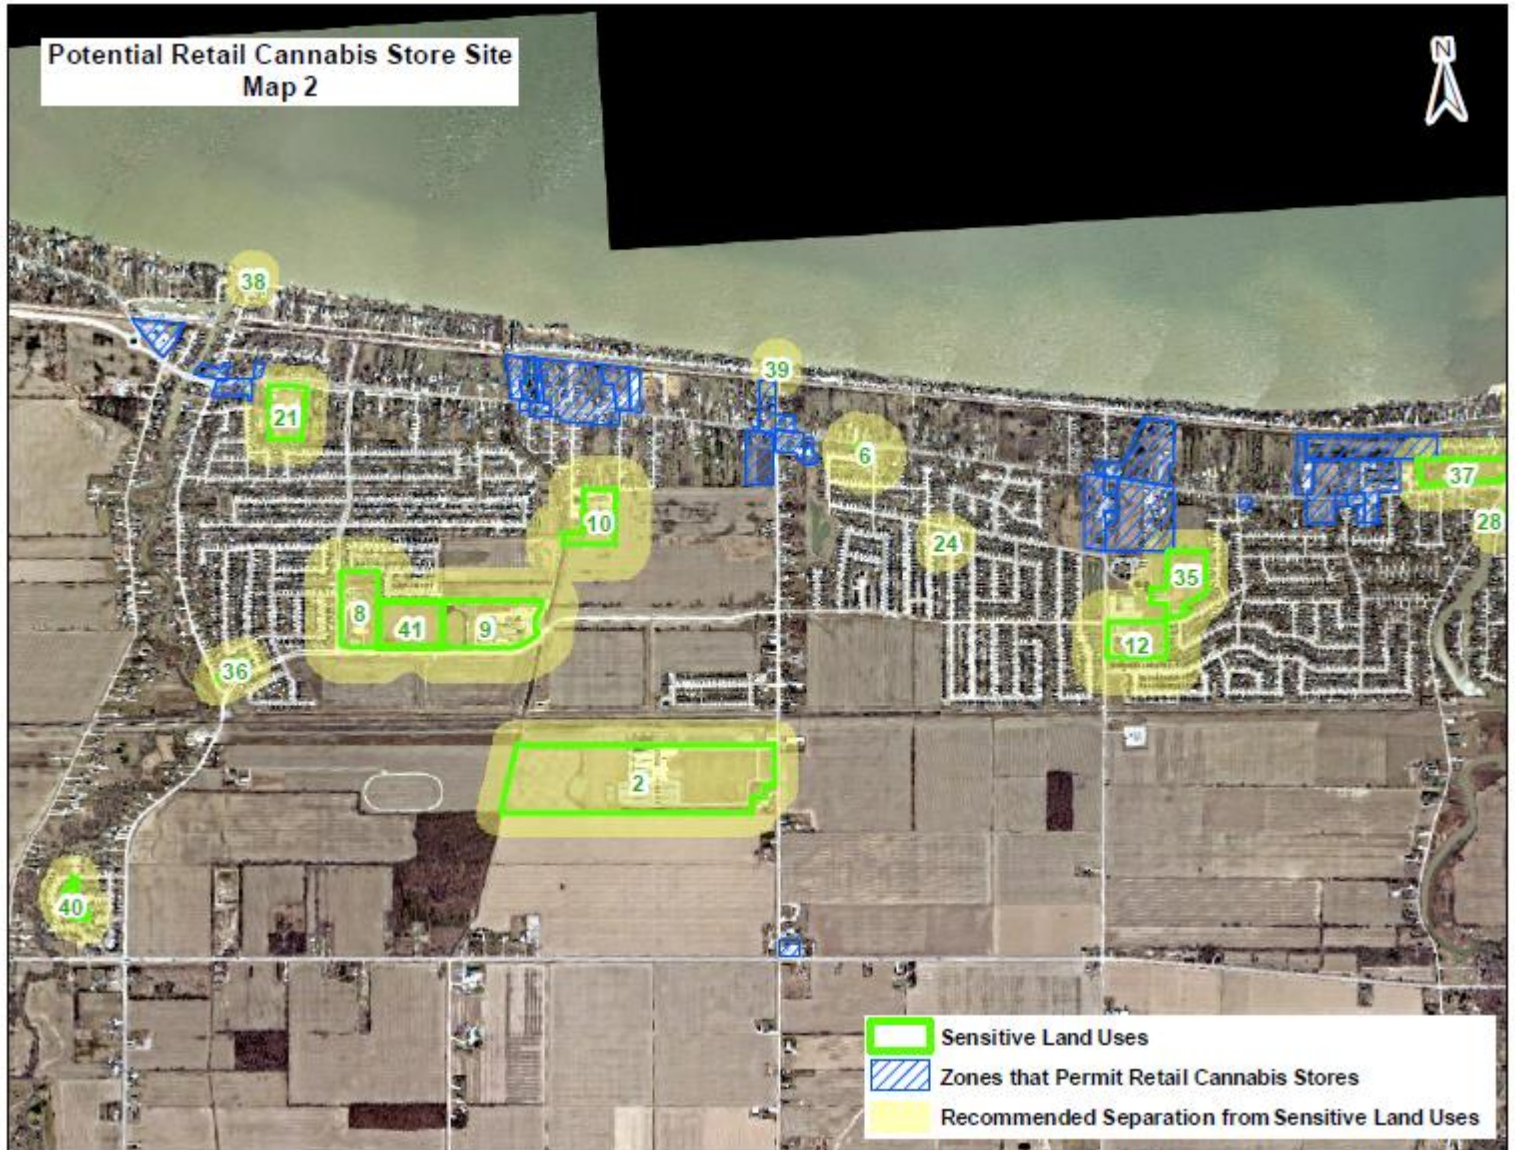 Potential Retail Cannabis Store Site
Map 2
N
38
39
21
6
37
10
28
24
35
8
41
9
12
36
2
40
Sensitive Land Uses
Zones that Permit Retail Cannabis Stores
Recommended Separation from Sensitive Land Uses